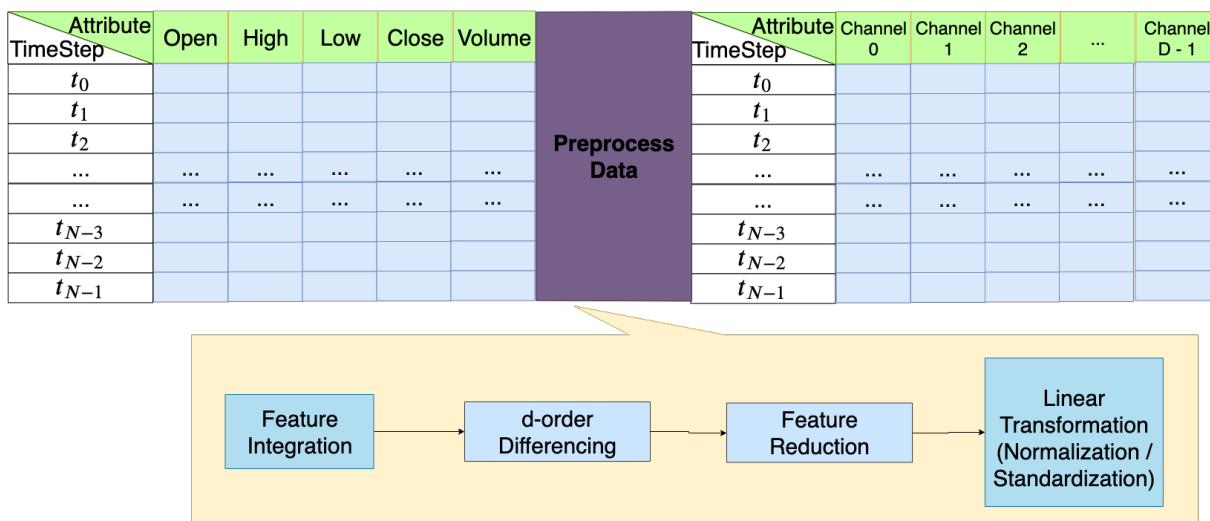 Attribute
TimeStep
Open High Low Close Volume
t0
t1
t2
...
... ... ... ... ...
...
... ... ... ... ...
tN−3
tN−2
tN−1
Preprocess
Data
Attribute
TimeStep
Channel
0
Channel
1
Channel
2
...
Channel
D - 1
t0
t1
t2
...
... ... ... ... ...
...
... ... ... ... ...
tN−3
tN−2
tN−1
Feature
Integration
d-order
Differencing
Feature
Reduction
Linear
Transformation
(Normalization /
Standardization)